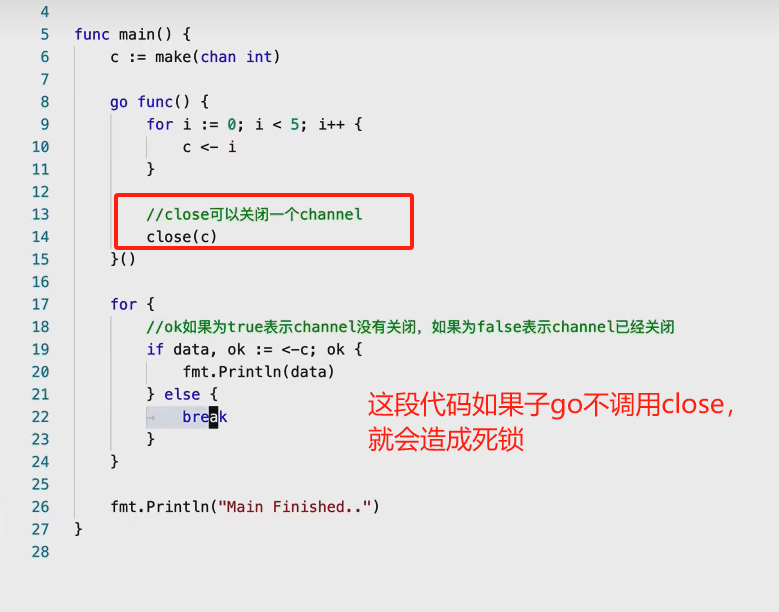 4
5 func main() {
6 c := make(chan int)
7
8 go func() {
9 for i := 0; i < 5; i++ {
10 c <- i
11 }
12
13 //close可以关闭一个channel
14 close(c)
15 }()
16
17 for {
18 //ok如果为true表示channel没有关闭，如果为false表示channel已经关闭
19 if data, ok := <-c; ok {
20 fmt.Println(data)
21 } else {
22 break
23 }
24 }
25
26 fmt.Println("Main Finished..")
27 }
28
这段代码如果子go不调用close，
就会造成死锁